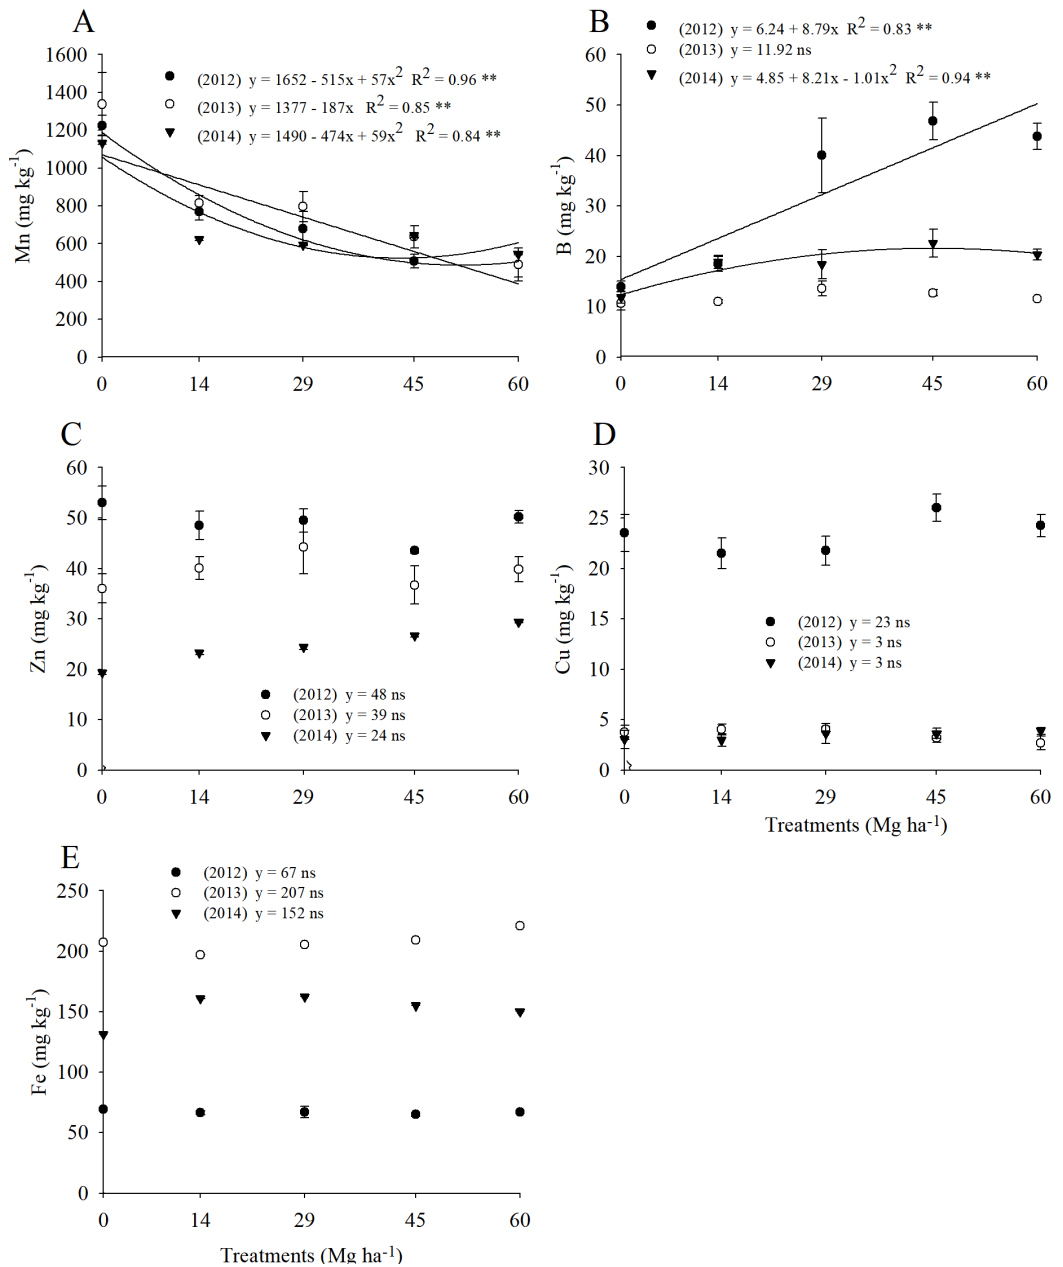 A
(2012) y = 1652 - 515x + 57x² R² = 0.96 **
(2013) y = 1377 - 187x R² = 0.85 **
(2014) y = 1490 - 474x + 59x² R² = 0.84 **
Mn (mg kg⁻¹)
1600
1400
1200
1000
800
600
400
200
0
0 14 29 45 60
B
(2012) y = 6.24 + 8.79x R² = 0.83 **
(2013) y = 11.92 ns
(2014) y = 4.85 + 8.21x - 1.01x² R² = 0.94 **
B (mg kg⁻¹)
60
50
40
30
20
10
0
0 14 29 45 60
C
Zn (mg kg⁻¹)
60
50
40
30
20
10
0
(2012) y = 48 ns
(2013) y = 39 ns
(2014) y = 24 ns
0 14 29 45 60
D
Cu (mg kg⁻¹)
30
25
20
15
10
5
0
(2012) y = 23 ns
(2013) y = 3 ns
(2014) y = 3 ns
0 14 29 45 60
Treatments (Mg ha⁻¹)
E
(2012) y = 67 ns
(2013) y = 207 ns
(2014) y = 152 ns
Fe (mg kg⁻¹)
250
200
150
100
50
0
0 14 29 45 60
Treatments (Mg ha⁻¹)